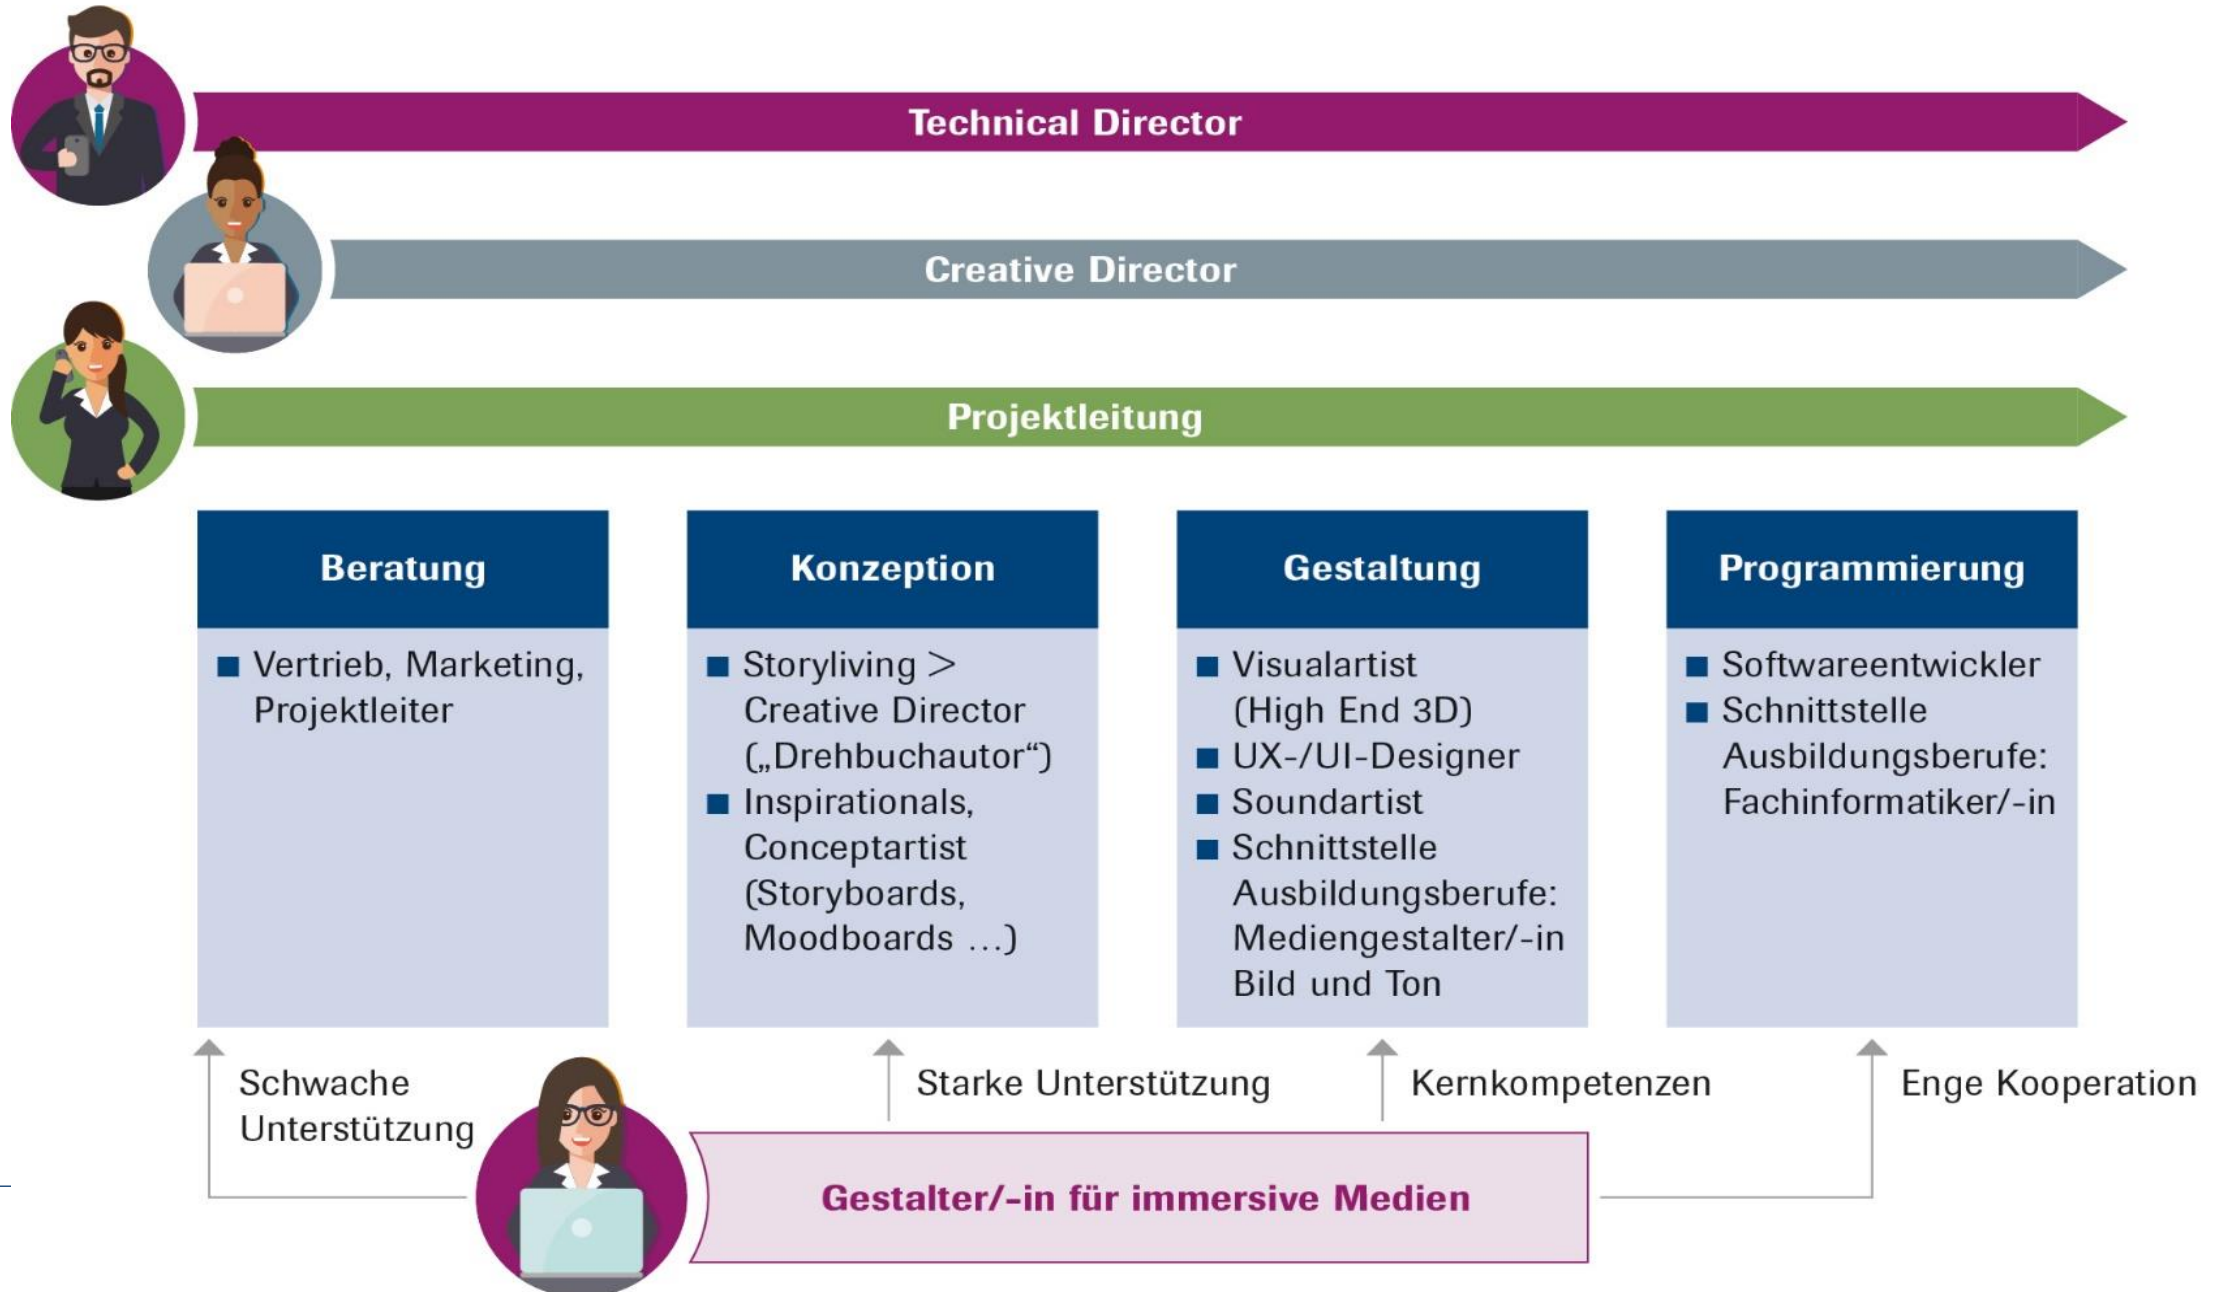 Technical Director
Creative Director
Projektleitung
Beratung
■ Vertrieb, Marketing,
Projektleiter
Konzeption
■ Storyliving >
Creative Director
(„Drehbuchautor“)
■ Inspirationals,
Conceptartist
(Storyboards,
Moodboards …)
Gestaltung
■ Visualartist
(High End 3D)
■ UX-/UI-Designer
■ Soundartist
■ Schnittstelle
Ausbildungsberufe:
Mediengestalter/-in
Bild und Ton
Programmierung
■ Softwareentwickler
■ Schnittstelle
Ausbildungsberufe:
Fachinformatiker/-in
Schwache
Unterstützung
Starke Unterstützung
Kernkompetenzen
Enge Kooperation
Gestalter/-in für immersive Medien